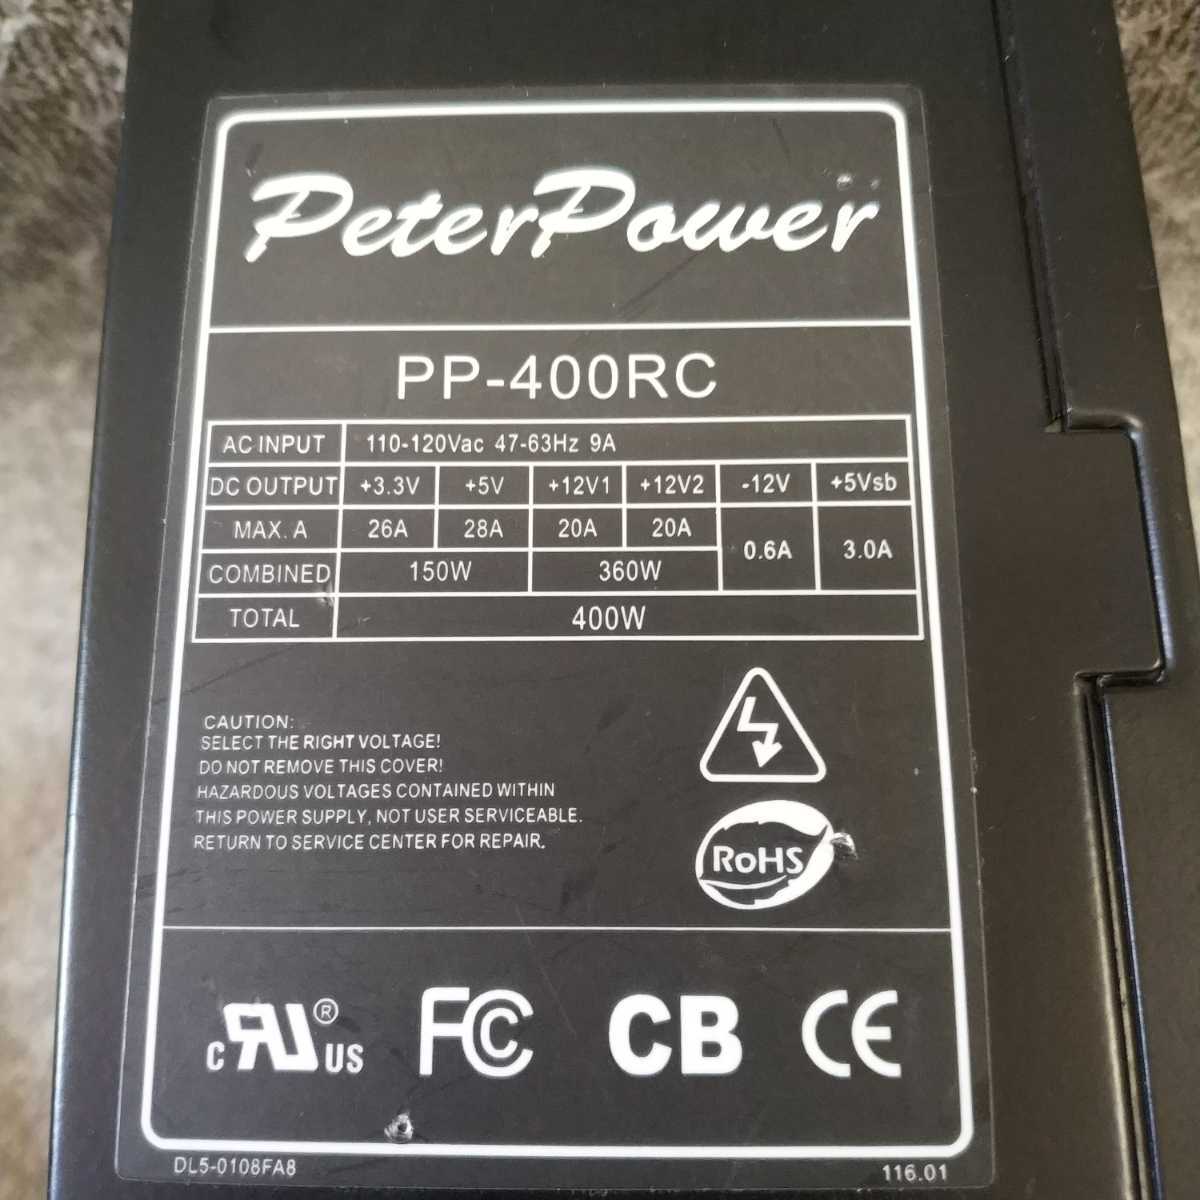 PeterPower
PP-400RC
AC INPUT 110-120Vac 47-63Hz 9A
DC OUTPUT +3.3V +5V +12V1 +12V2 -12V +5Vsb
MAX. A 26A 28A 20A 20A 0.6A 3.0A
COMBINED 150W 360W
TOTAL 400W
CAUTION:
SELECT THE RIGHT VOLTAGE!
DO NOT REMOVE THIS COVER!
HAZARDOUS VOLTAGES CONTAINED WITHIN
THIS POWER SUPPLY, NOT USER SERVICEABLE.
RETURN TO SERVICE CENTER FOR REPAIR.
RoHS
c RU ® US FC CB CE
DL5-0108FA8 116.01